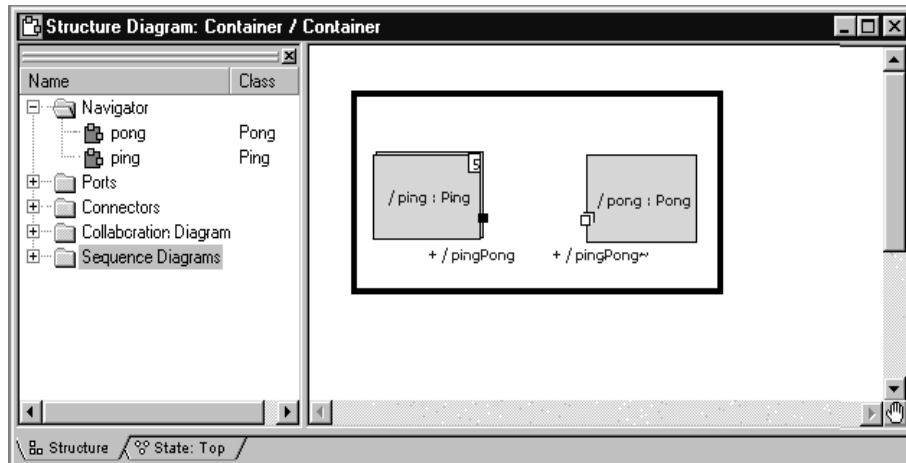 Structure Diagram: Container / Container
Name Class
Navigator
pong Pong
ping Ping
Ports
Connectors
Collaboration Diagram
Sequence Diagrams
5
/ ping : Ping
/ pong : Pong
+ / pingPong
+ / pingPong~
Structure
State: Top